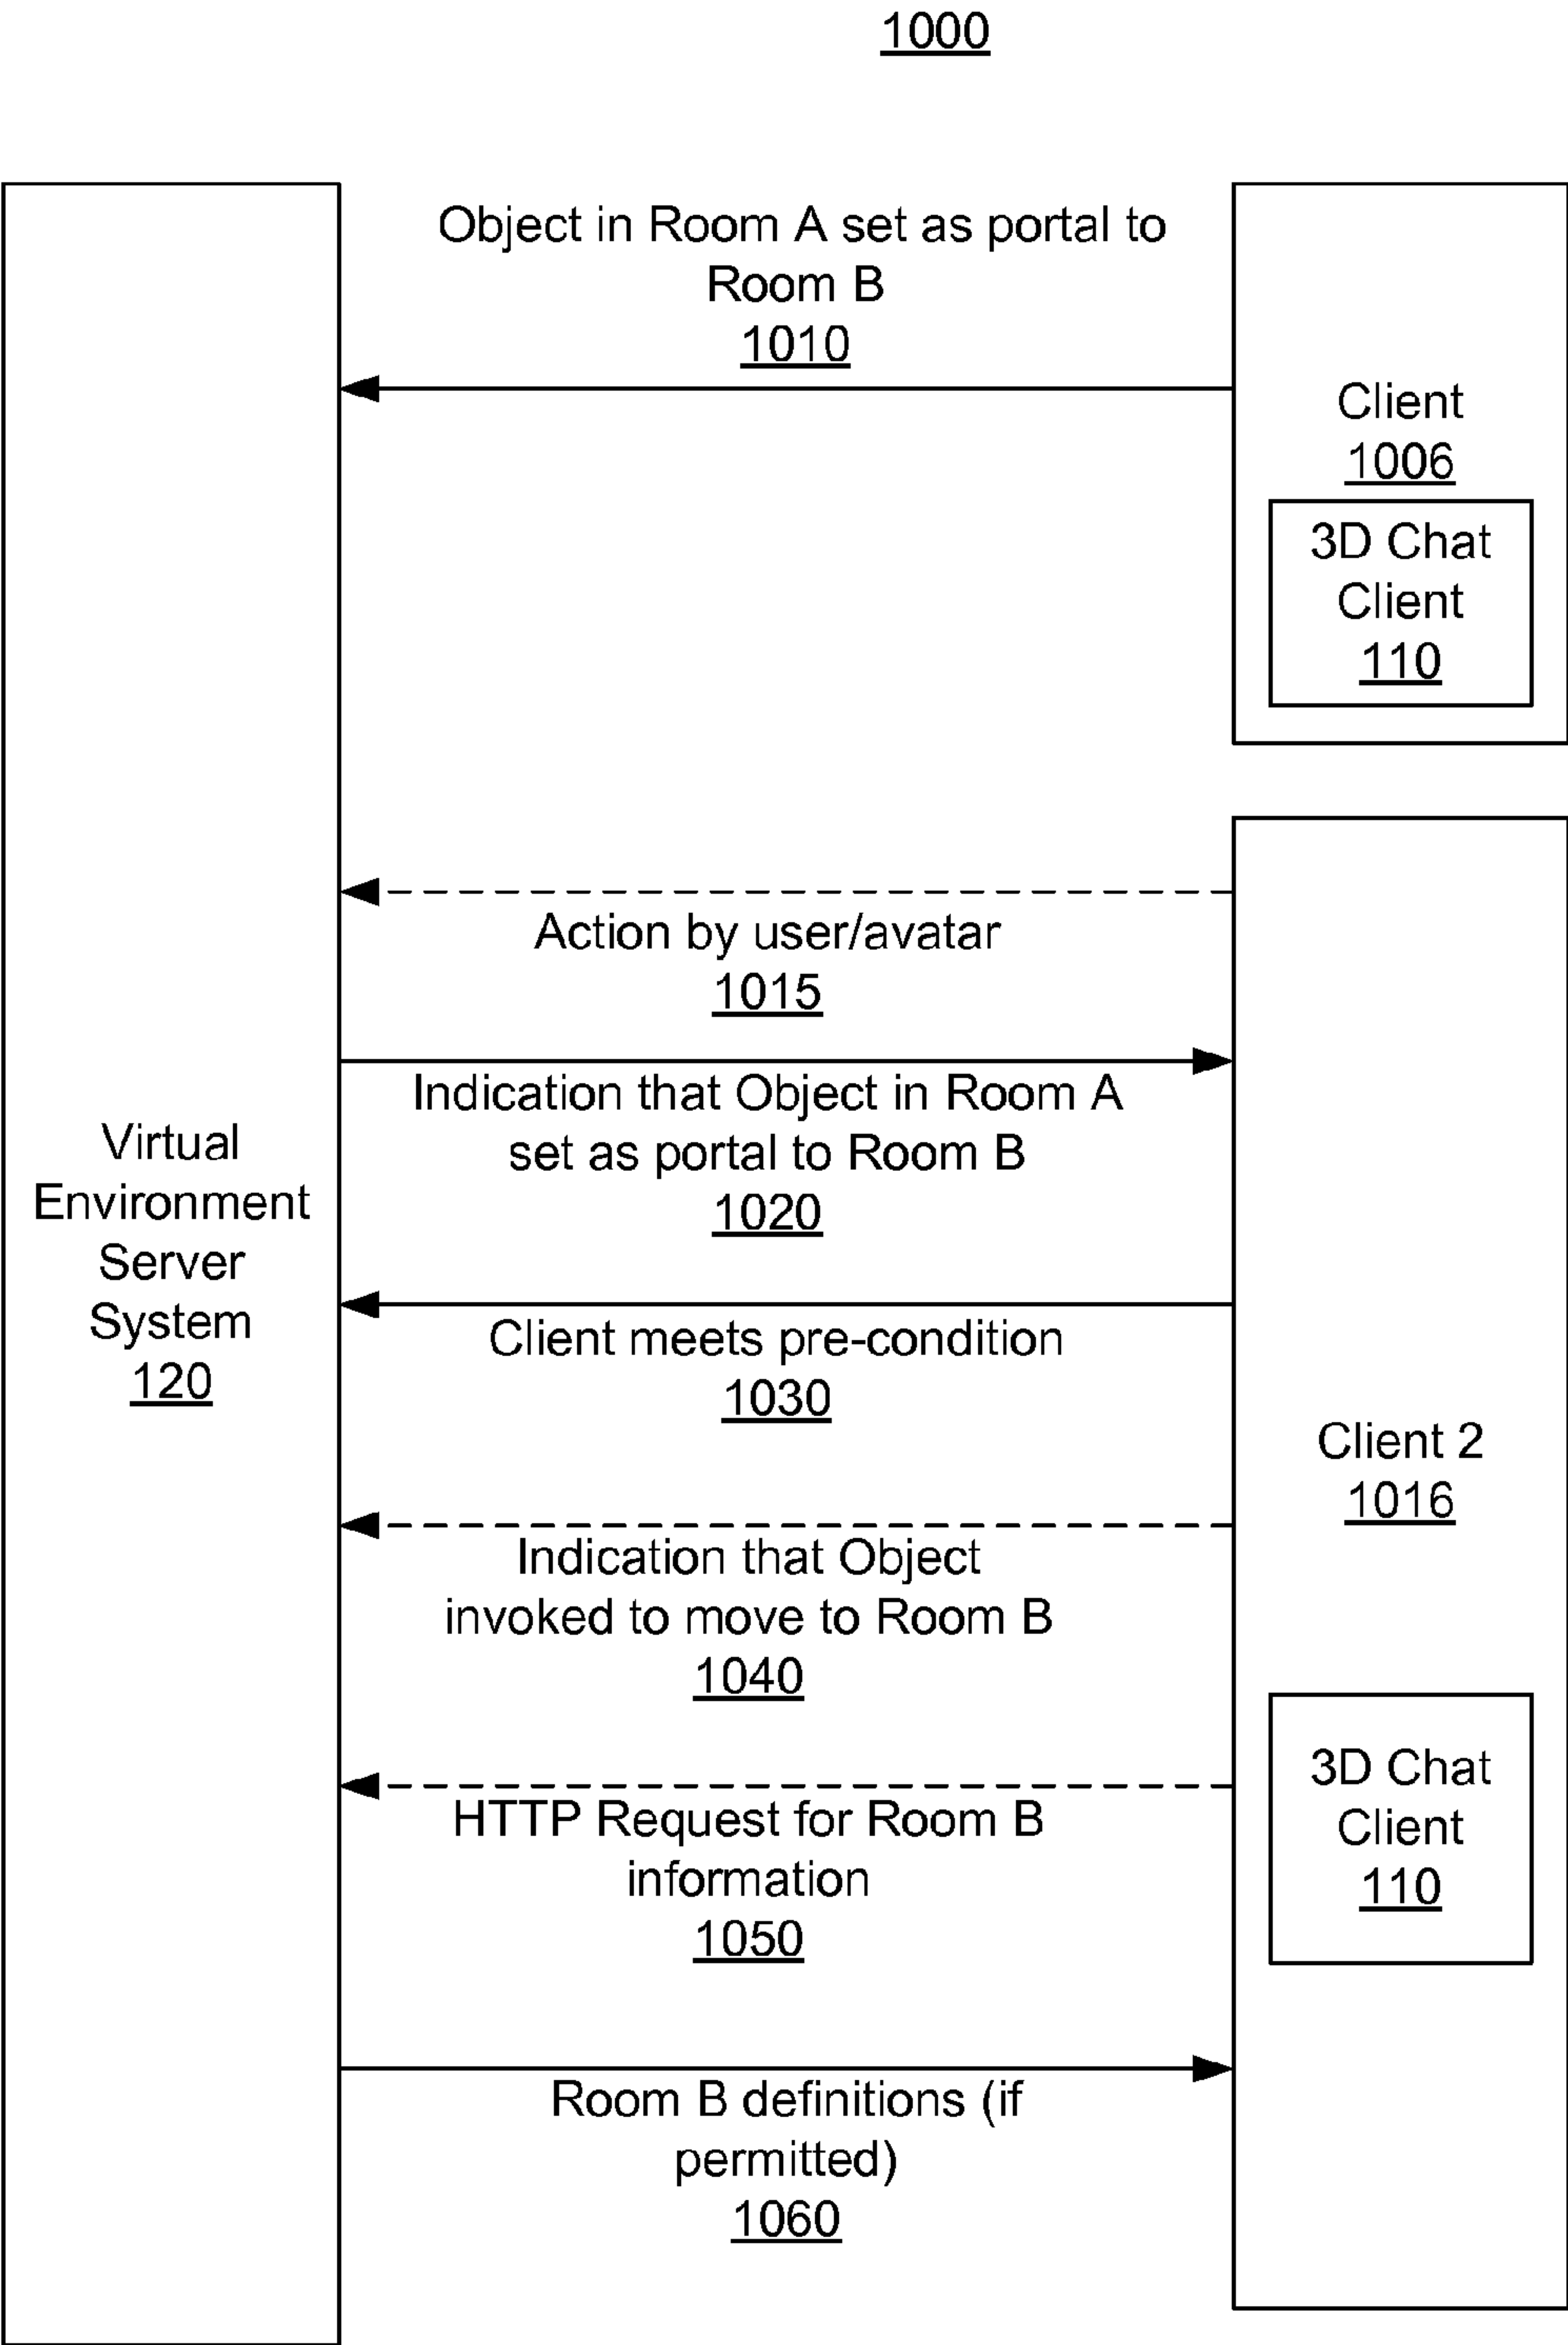 1000
Object in Room A set as portal to
Room B
1010
Client
1006
3D Chat
Client
110
Action by user/avatar
1015
Indication that Object in Room A
set as portal to Room B
1020
Virtual
Environment
Server
System
120
Client meets pre-condition
1030
Client 2
1016
Indication that Object
invoked to move to Room B
1040
3D Chat
Client
110
HTTP Request for Room B
information
1050
Room B definitions (if
permitted)
1060